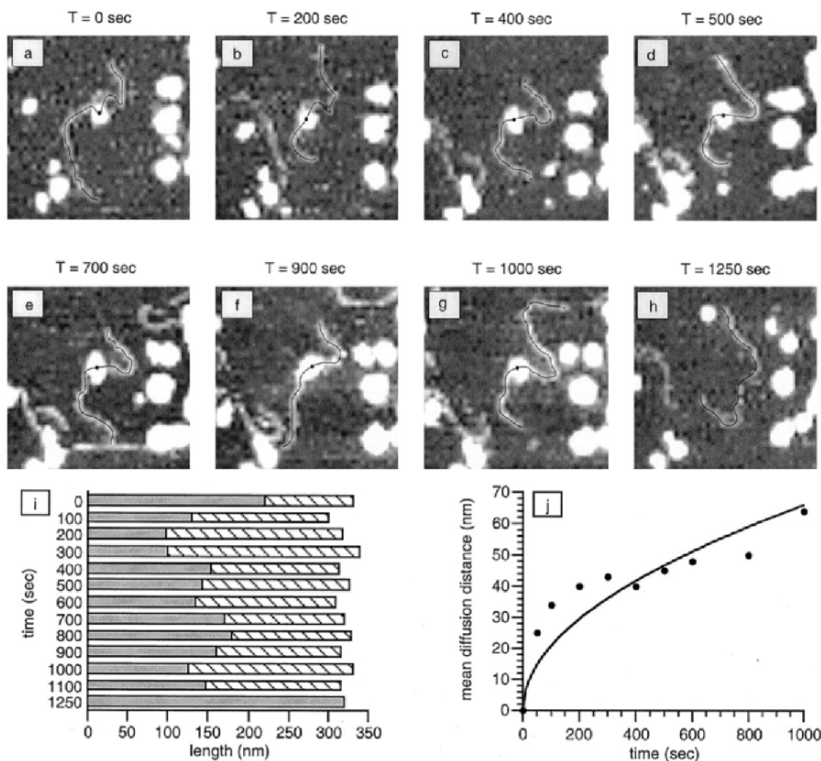 T = 0 sec T = 200 sec T = 400 sec T = 500 sec
a b c d
T = 700 sec T = 900 sec T = 1000 sec T = 1250 sec
e f g h
i
0
100
200
300
400
500
600
700
800
900
1000
1100
1250
time (sec)
0 50 100 150 200 250 300 350
length (nm)
j
70
60
50
40
30
20
10
0
mean diffusion distance (nm)
0 200 400 600 800 1000
time (sec)